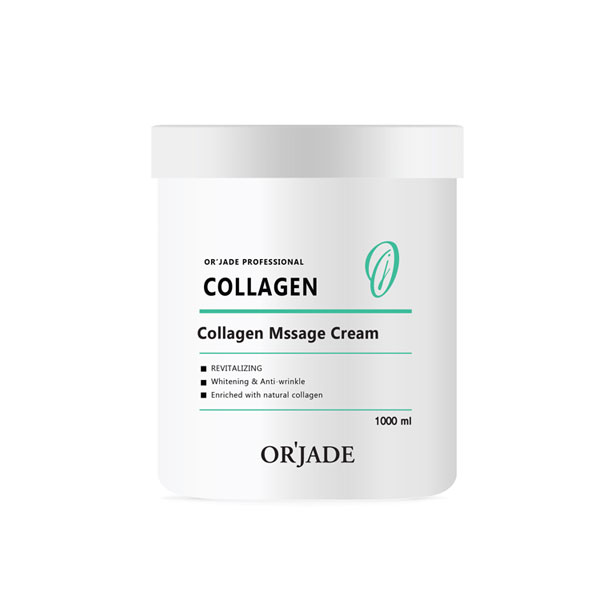 OR'JADE PROFESSIONAL
COLLAGEN
Collagen Mssage Cream
■ REVITALIZING
■ Whitening & Anti-wrinkle
■ Enriched with natural collagen
1000 ml
OR'JADE